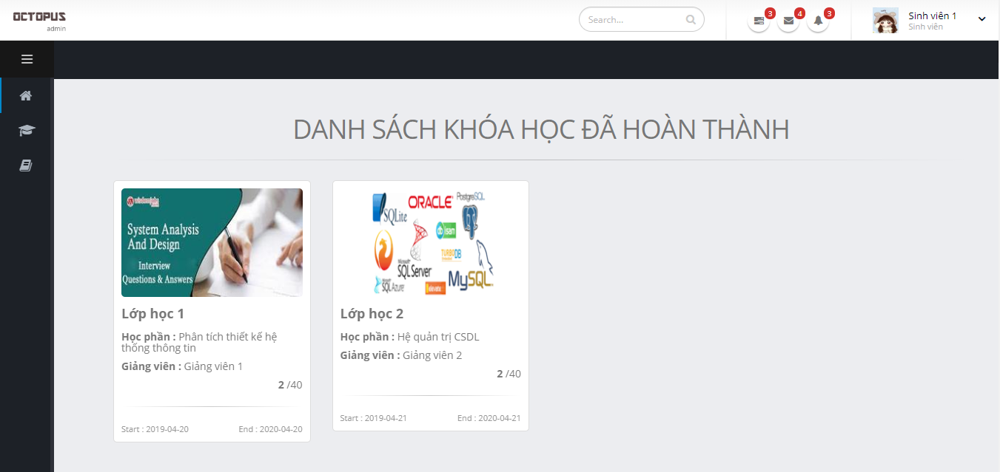 OCTOPUS
admin
Search...
3
4
3
Sinh viên 1
Sinh viên
DANH SÁCH KHÓA HỌC ĐÃ HOÀN THÀNH
System Analysis
And Design
Interview
Questions & Answers
Lớp học 1
Học phần : Phân tích thiết kế hệ
thống thông tin
Giảng viên : Giảng viên 1
2 /40
Start : 2019-04-20 End : 2020-04-20
ORACLE
PostgreSQL
SQLite
db4isam
TURBODB
Microsoft
SQL Server
SQL Azure
elevate
MySQL
Lớp học 2
Học phần : Hệ quản trị CSDL
Giảng viên : Giảng viên 2
2 /40
Start : 2019-04-21 End : 2020-04-21